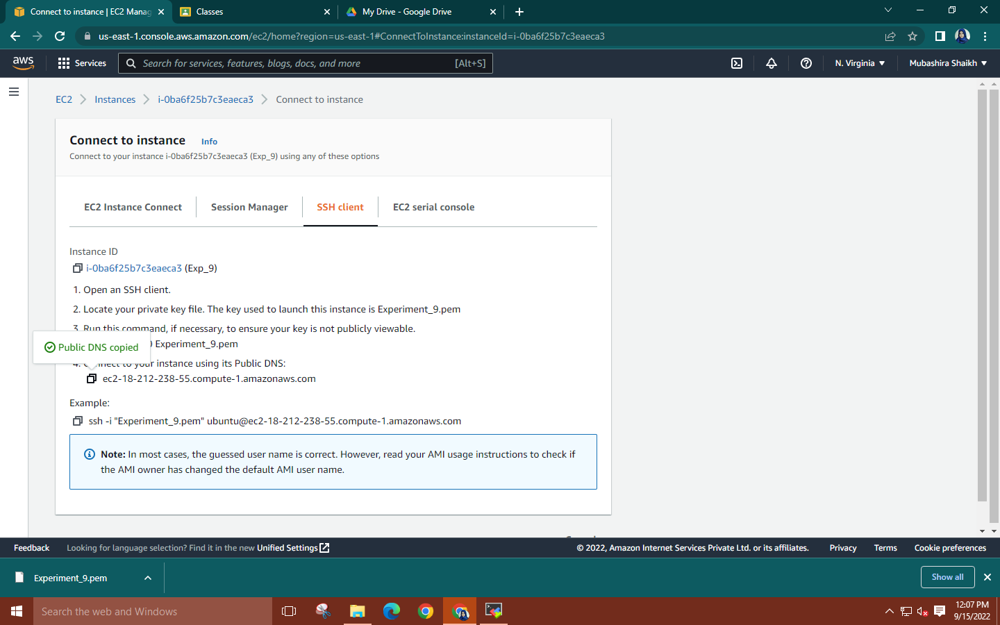 Connect to instance | EC2 Manag
Classes
My Drive - Google Drive
us-east-1.console.aws.amazon.com/ec2/home?region=us-east-1#ConnectToInstance:instanceId=i-0ba6f25b7c3eaeca3
aws
Services
Search for services, features, blogs, docs, and more
[Alt+S]
N. Virginia
Mubashira Shaikh
EC2
Instances
i-0ba6f25b7c3eaeca3
Connect to instance
Connect to instance
Info
Connect to your instance i-0ba6f25b7c3eaeca3 (Exp_9) using any of these options
EC2 Instance Connect
Session Manager
SSH client
EC2 serial console
Instance ID
i-0ba6f25b7c3eaeca3 (Exp_9)
1. Open an SSH client.
2. Locate your private key file. The key used to launch this instance is Experiment_9.pem
3. Run this command, if necessary, to ensure your key is not publicly viewable.
Experiment_9.pem
Public DNS copied
4. Connect to your instance using its Public DNS:
ec2-18-212-238-55.compute-1.amazonaws.com
Example:
ssh -i "Experiment_9.pem" ubuntu@ec2-18-212-238-55.compute-1.amazonaws.com
Note: In most cases, the guessed user name is correct. However, read your AMI usage instructions to check if
the AMI owner has changed the default AMI user name.
Feedback
Looking for language selection? Find it in the new Unified Settings
© 2022, Amazon Internet Services Private Ltd. or its affiliates.
Privacy
Terms
Cookie preferences
Experiment_9.pem
Show all
Search the web and Windows
12:07 PM
9/15/2022